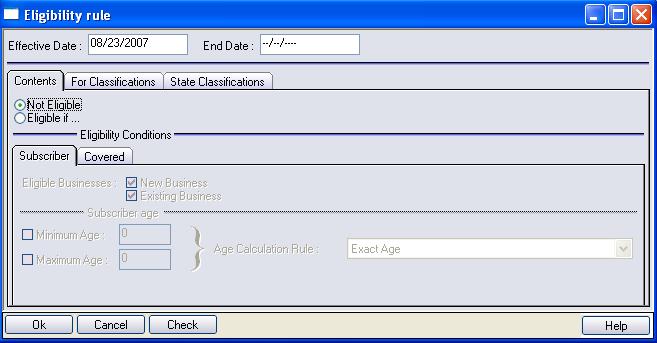 Eligibility rule
Effective Date : 08/23/2007 End Date : --/--/----
Contents For Classifications State Classifications
Not Eligible
Eligible if ...
Eligibility Conditions
Subscriber Covered
Eligible Businesses : New Business
Existing Business
Subscriber age
Minimum Age : 0
Age Calculation Rule : Exact Age
Maximum Age : 0
Ok Cancel Check Help